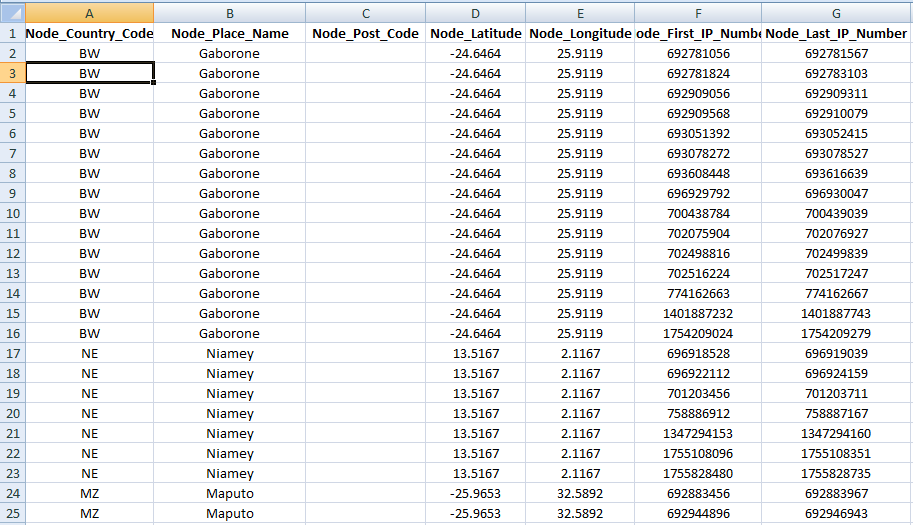 A B C D E F G
1 Node_Country_Code Node_Place_Name Node_Post_Code Node_Latitude Node_Longitude ode_First_IP_Numbe Node_Last_IP_Number
2 BW Gaborone -24.6464 25.9119 692781056 692781567
3 BW Gaborone -24.6464 25.9119 692781824 692783103
4 BW Gaborone -24.6464 25.9119 692909056 692909311
5 BW Gaborone -24.6464 25.9119 692909568 692910079
6 BW Gaborone -24.6464 25.9119 693051392 693052415
7 BW Gaborone -24.6464 25.9119 693078272 693078527
8 BW Gaborone -24.6464 25.9119 693608448 693616639
9 BW Gaborone -24.6464 25.9119 696929792 696930047
10 BW Gaborone -24.6464 25.9119 700438784 700439039
11 BW Gaborone -24.6464 25.9119 702075904 702076927
12 BW Gaborone -24.6464 25.9119 702498816 702499839
13 BW Gaborone -24.6464 25.9119 702516224 702517247
14 BW Gaborone -24.6464 25.9119 774162663 774162667
15 BW Gaborone -24.6464 25.9119 1401887232 1401887743
16 BW Gaborone -24.6464 25.9119 1754209024 1754209279
17 NE Niamey 13.5167 2.1167 696918528 696919039
18 NE Niamey 13.5167 2.1167 696922112 696924159
19 NE Niamey 13.5167 2.1167 701203456 701203711
20 NE Niamey 13.5167 2.1167 758886912 758887167
21 NE Niamey 13.5167 2.1167 1347294153 1347294160
22 NE Niamey 13.5167 2.1167 1755108096 1755108351
23 NE Niamey 13.5167 2.1167 1755828480 1755828735
24 MZ Maputo -25.9653 32.5892 692883456 692883967
25 MZ Maputo -25.9653 32.5892 692944896 692946943